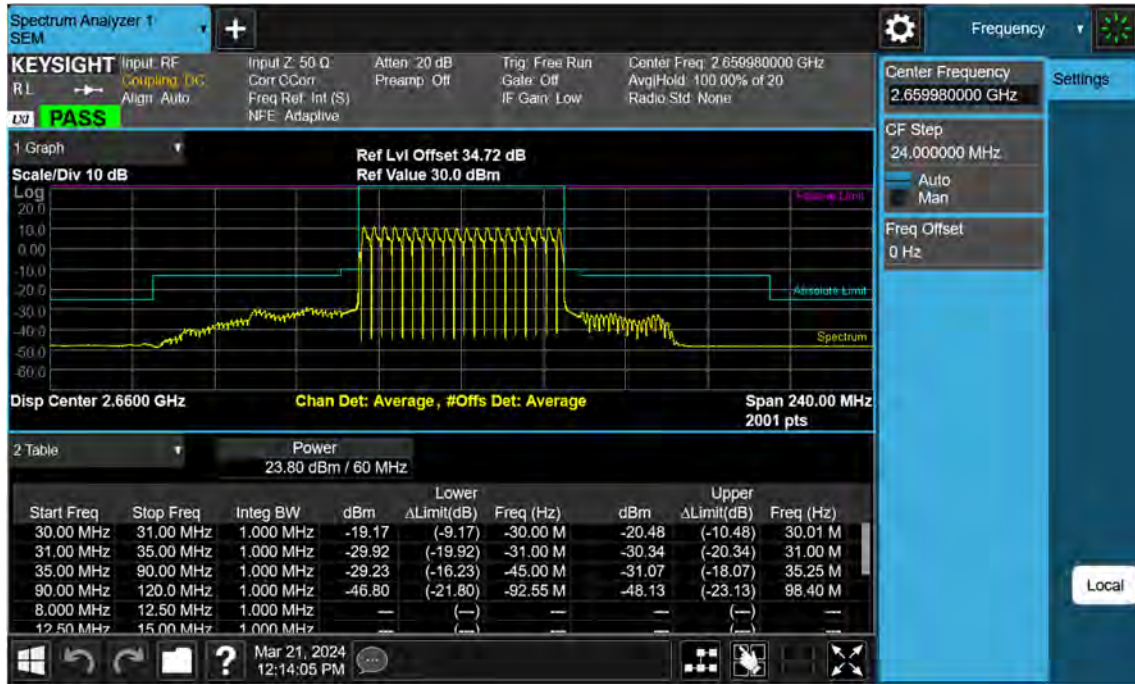 Spectrum Analyzer 1
SEM
Frequency
KEYSIGHT Input: RF Input Z: 50 Ω Atten: 20 dB Trig: Free Run Center Freq: 2.659980000 GHz
RL Coupling: DC Corr CCorr Preamp: Off Gate: Off Avg|Hold: 100.00% of 20
Align: Auto Freq Ref: Int (S) IF Gain: Low Radio Std: None
LXI PASS NFE: Adaptive
Center Frequency
2.659980000 GHz
Settings
CF Step
24.000000 MHz
Auto
Man
Freq Offset
0 Hz
1 Graph
Ref Lvl Offset 34.72 dB
Scale/Div 10 dB Ref Value 30.0 dBm
Log
20.0
10.0
0.00
-10.0
-20.0 Absolute Limit
-30.0
-40.0 Spectrum
-50.0
-60.0
Disp Center 2.6600 GHz Chan Det: Average, #Offs Det: Average Span 240.00 MHz
2001 pts
2 Table Power
23.80 dBm / 60 MHz
Lower Upper
Start Freq Stop Freq Integ BW dBm ΔLimit(dB) Freq (Hz) dBm ΔLimit(dB) Freq (Hz)
30.00 MHz 31.00 MHz 1.000 MHz -19.17 (-9.17) -30.00 M -20.48 (-10.48) 30.01 M
31.00 MHz 35.00 MHz 1.000 MHz -29.92 (-19.92) -31.00 M -30.34 (-20.34) 31.00 M
35.00 MHz 90.00 MHz 1.000 MHz -29.23 (-16.23) -45.00 M -31.07 (-18.07) 35.25 M
90.00 MHz 120.0 MHz 1.000 MHz -46.80 (-21.80) -92.55 M -48.13 (-23.13) 98.40 M
8.000 MHz 12.50 MHz 1.000 MHz --- (---) --- --- (---) ---
12.50 MHz 15.00 MHz 1.000 MHz --- (---) --- --- (---) ---
Local
? Mar 21, 2024
12:14:05 PM